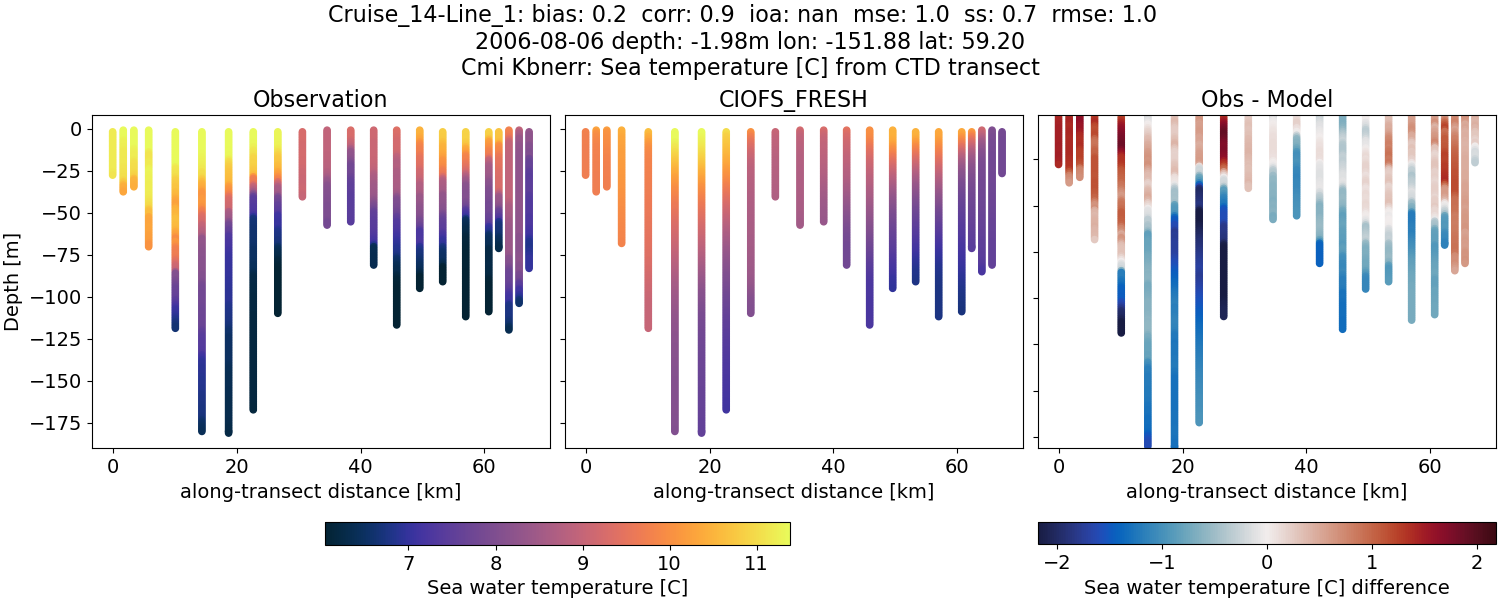 Cruise_14-Line_1: bias: 0.2  corr: 0.9  ioa: nan  mse: 1.0  ss: 0.7  rmse: 1.0
2006-08-06 depth: -1.98m lon: -151.88 lat: 59.20
Cmi Kbnerr: Sea temperature [C] from CTD transect
Observation
CIOFS_FRESH
Obs - Model
Depth [m]
0
−25
−50
−75
−100
−125
−150
−175
0 20 40 60
0 20 40 60
0 20 40 60
along-transect distance [km]
along-transect distance [km]
along-transect distance [km]
7 8 9 10 11
Sea water temperature [C]
−2 −1 0 1 2
Sea water temperature [C] difference